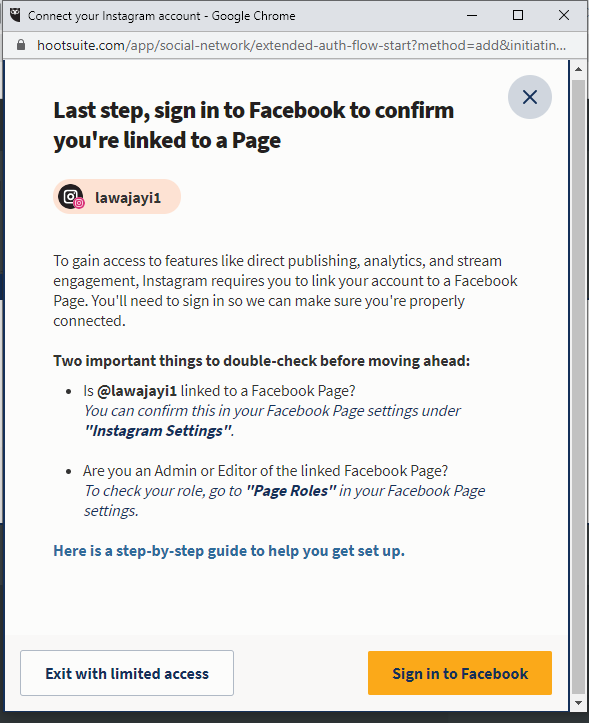 Connect your Instagram account - Google Chrome
hootsuite.com/app/social-network/extended-auth-flow-start?method=add&initiatin...
Last step, sign in to Facebook to confirm
you're linked to a Page
lawajayi1
To gain access to features like direct publishing, analytics, and stream
engagement, Instagram requires you to link your account to a Facebook
Page. You'll need to sign in so we can make sure you're properly
connected.
Two important things to double-check before moving ahead:
• Is @lawajayi1 linked to a Facebook Page?
You can confirm this in your Facebook Page settings under
"Instagram Settings".
• Are you an Admin or Editor of the linked Facebook Page?
To check your role, go to "Page Roles" in your Facebook Page
settings.
Here is a step-by-step guide to help you get set up.
Exit with limited access
Sign in to Facebook